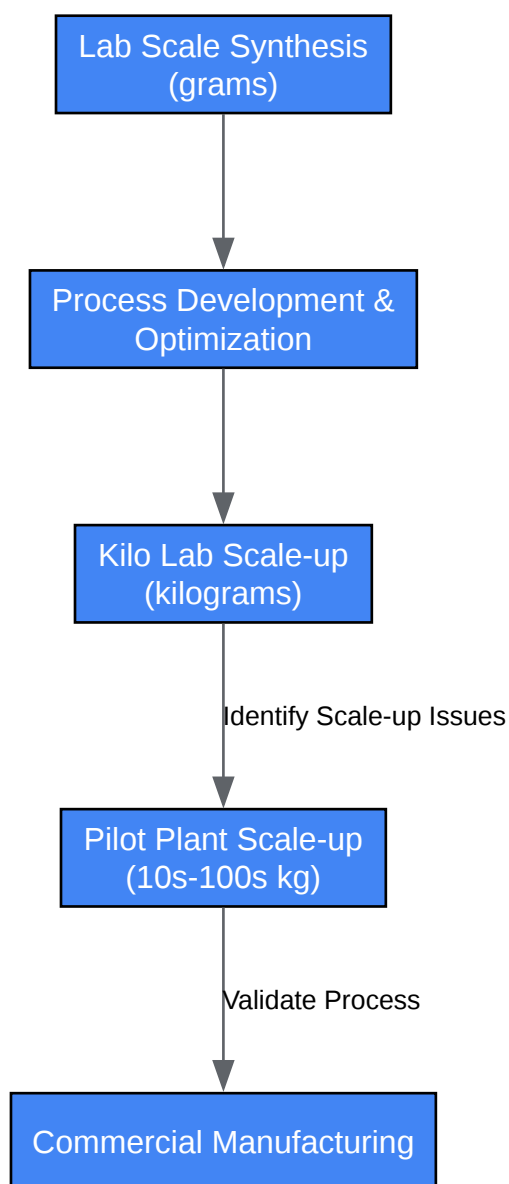 Lab Scale Synthesis
(grams)
Process Development &
Optimization
Kilo Lab Scale-up
(kilograms)
Identify Scale-up Issues
Pilot Plant Scale-up
(10s-100s kg)
Validate Process
Commercial Manufacturing